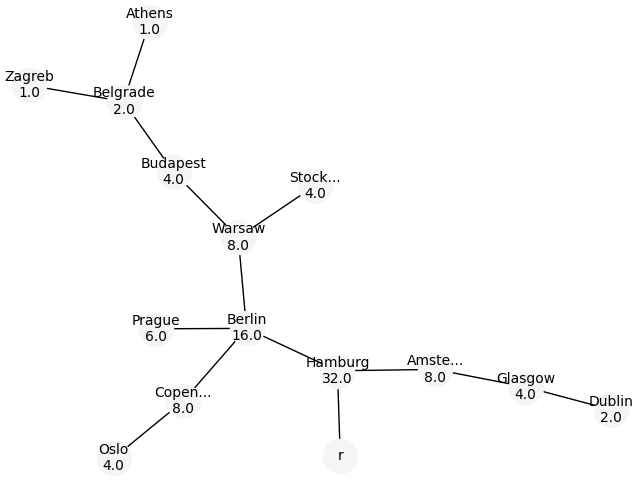 Athens
1.0
Zagreb
1.0
Belgrade
2.0
Budapest
4.0
Stock...
4.0
Warsaw
8.0
Prague
6.0
Berlin
16.0
Hamburg
32.0
Amste...
8.0
Glasgow
4.0
Dublin
2.0
Copen...
8.0
Oslo
4.0
r